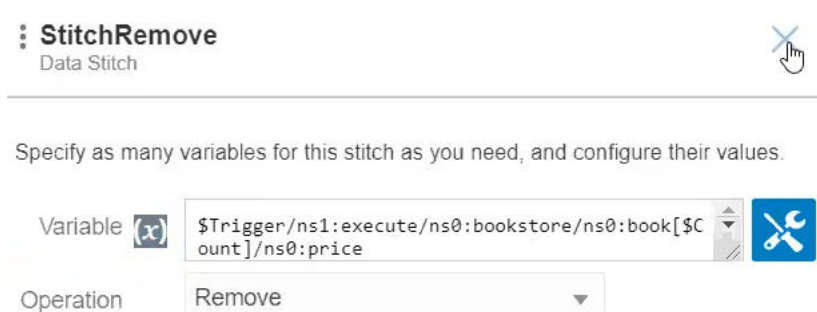 StitchRemove
Data Stitch
Specify as many variables for this stitch as you need, and configure their values.
Variable (x) $Trigger/ns1:execute/ns0:bookstore/ns0:book[$C
ount]/ns0:price
Operation Remove